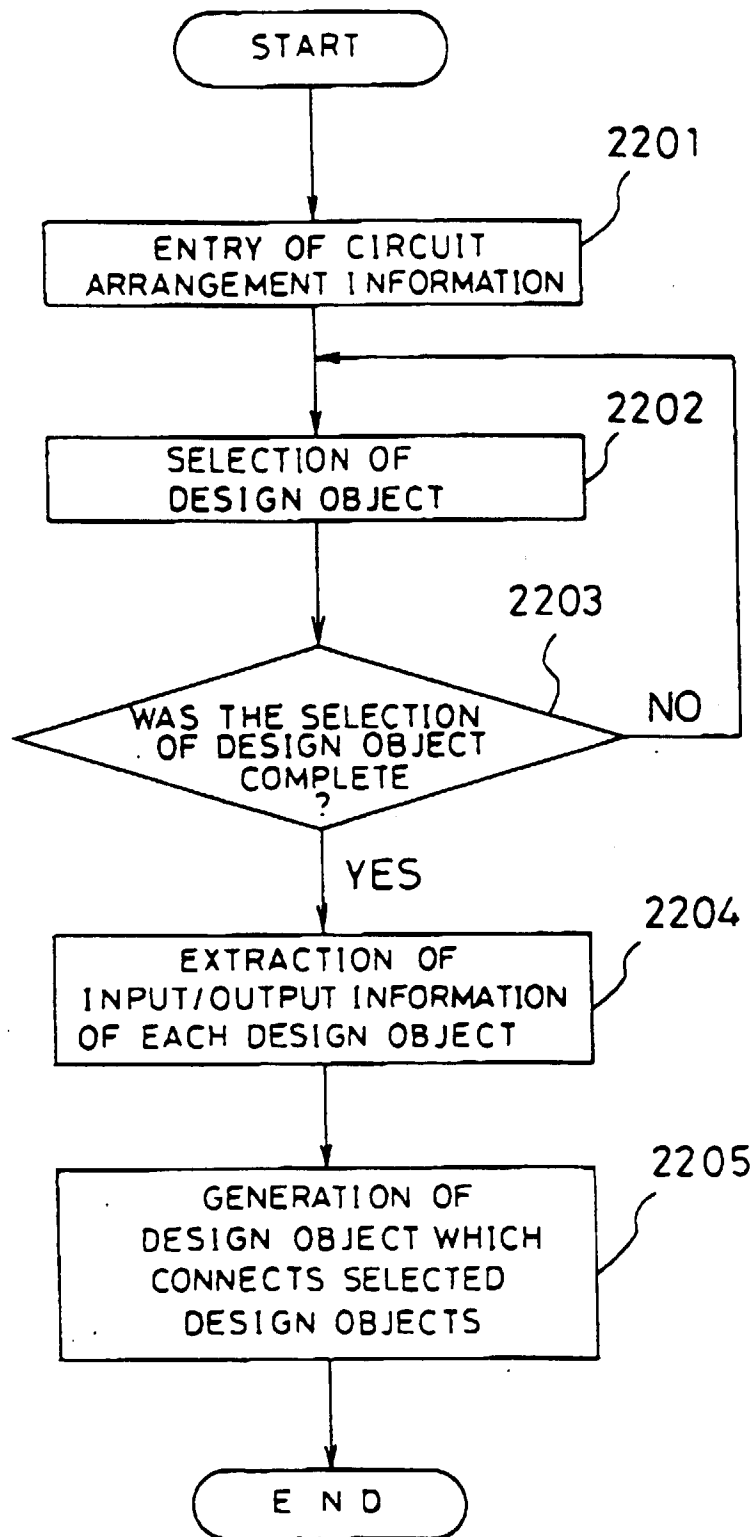 START
2201
ENTRY OF CIRCUIT
ARRANGEMENT INFORMATION
2202
SELECTION OF
DESIGN OBJECT
2203
WAS THE SELECTION
OF DESIGN OBJECT
COMPLETE
?
NO
YES
2204
EXTRACTION OF
INPUT/OUTPUT INFORMATION
OF EACH DESIGN OBJECT
2205
GENERATION OF
DESIGN OBJECT WHICH
CONNECTS SELECTED
DESIGN OBJECTS
END